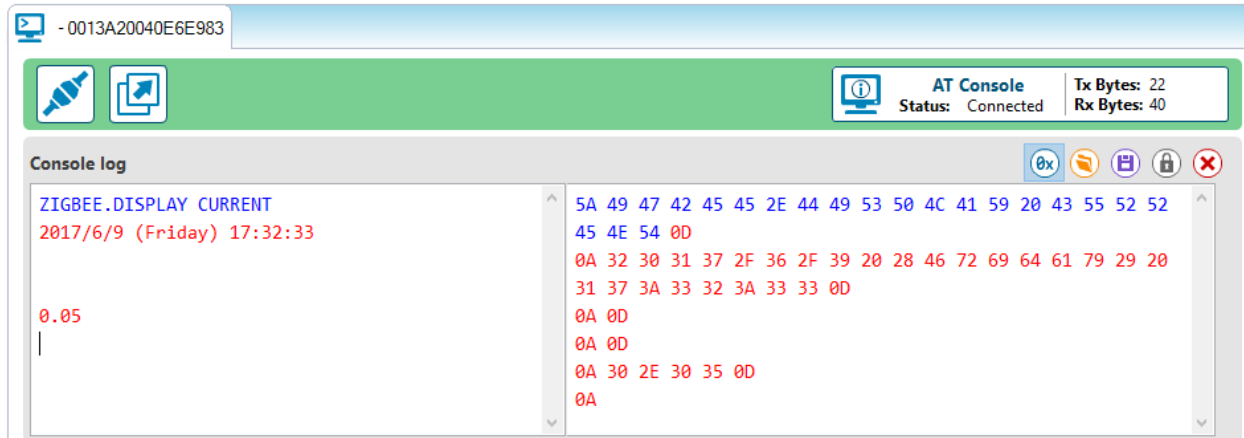 - 0013A20040E6E983
AT Console
Status: Connected
Tx Bytes: 22
Rx Bytes: 40
Console log
0x
ZIGBEE.DISPLAY CURRENT
2017/6/9 (Friday) 17:32:33
0.05
5A 49 47 42 45 45 2E 44 49 53 50 4C 41 59 20 43 55 52 52
45 4E 54 0D
0A 32 30 31 37 2F 36 2F 39 20 28 46 72 69 64 61 79 29 20
31 37 3A 33 32 3A 33 33 0D
0A 0D
0A 0D
0A 30 2E 30 35 0D
0A